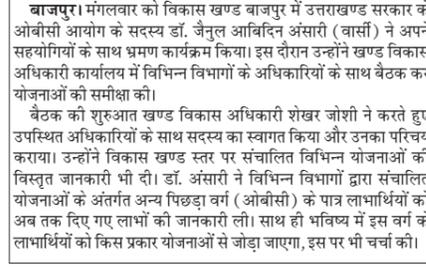 बाजपुर। मंगलवार को विकास खण्ड बाजपुर में उत्तराखण्ड सरकार के
ओबीसी आयोग के सदस्य डॉ. जैनुल आबिदिन अंसारी (वार्सी) ने अपने
सहयोगियों के साथ भ्रमण कार्यक्रम किया। इस दौरान उन्होंने खण्ड विकास
अधिकारी कार्यालय में विभिन्न विभागों के अधिकारियों के साथ बैठक कर
योजनाओं की समीक्षा की।
बैठक की शुरुआत खण्ड विकास अधिकारी शेखर जोशी ने करते हुए
उपस्थित अधिकारियों के साथ सदस्य का स्वागत किया और उनका परिचय
कराया। उन्होंने विकास खण्ड स्तर पर संचालित विभिन्न योजनाओं की
विस्तृत जानकारी भी दी। डॉ. अंसारी ने विभिन्न विभागों द्वारा संचालित
योजनाओं के अंतर्गत अन्य पिछड़ा वर्ग (ओबीसी) के पात्र लाभार्थियों को
अब तक दिए गए लाभों की जानकारी ली। साथ ही भविष्य में इस वर्ग के
लाभार्थियों को किस प्रकार योजनाओं से जोड़ा जाएगा, इस पर भी चर्चा की।